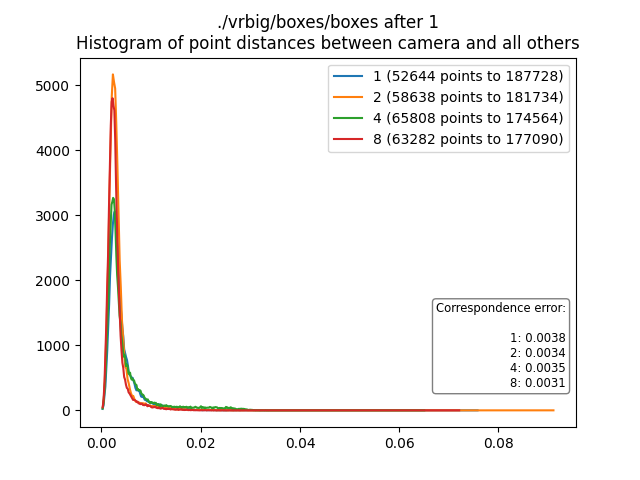 ./vrbig/boxes/boxes after 1
Histogram of point distances between camera and all others
1 (52644 points to 187728)
2 (58638 points to 181734)
4 (65808 points to 174564)
8 (63282 points to 177090)
5000
4000
3000
2000
1000
0
Correspondence error:
1: 0.0038
2: 0.0034
4: 0.0035
8: 0.0031
0.00 0.02 0.04 0.06 0.08